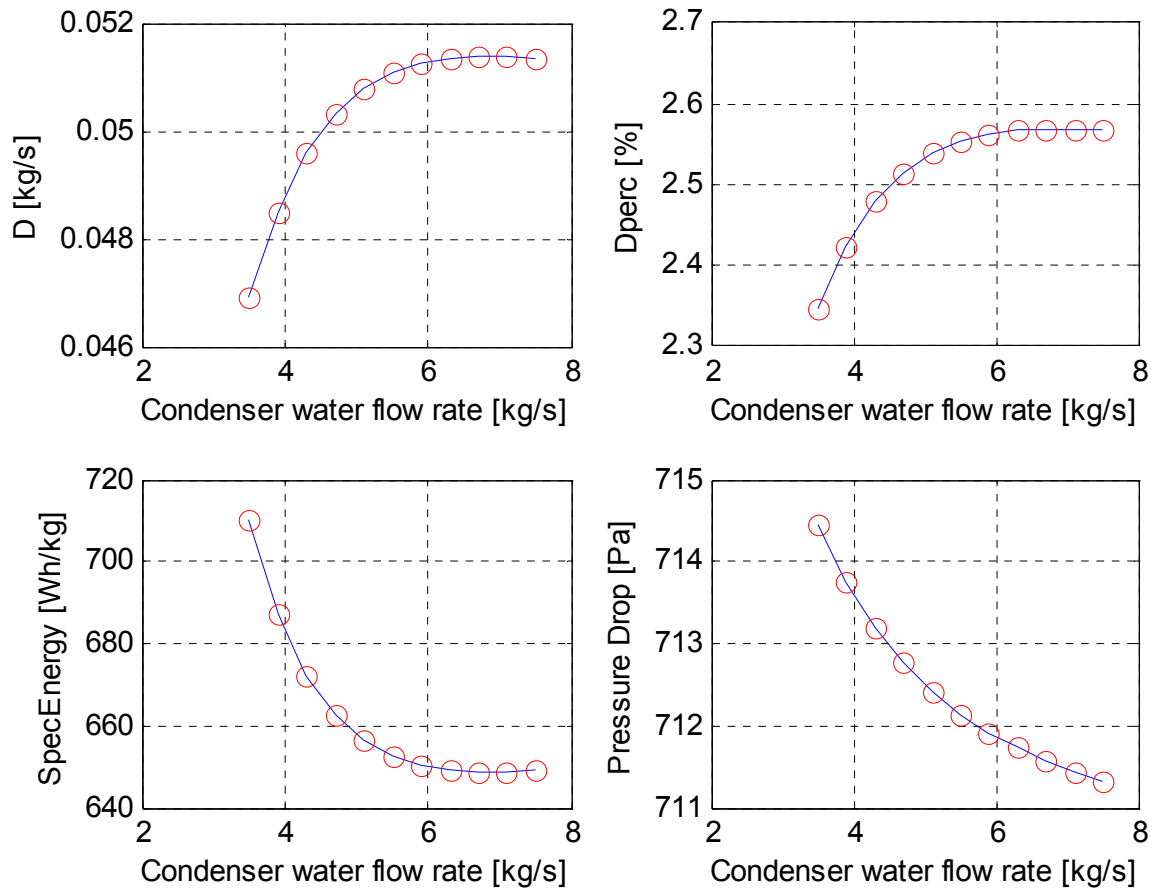 0.052
0.05
0.048
0.046
D [kg/s]
2 4 6 8
Condenser water flow rate [kg/s]
2.7
2.6
2.5
2.4
2.3
Dperc [%]
2 4 6 8
Condenser water flow rate [kg/s]
720
700
680
660
640
SpecEnergy [Wh/kg]
2 4 6 8
Condenser water flow rate [kg/s]
715
714
713
712
711
Pressure Drop [Pa]
2 4 6 8
Condenser water flow rate [kg/s]